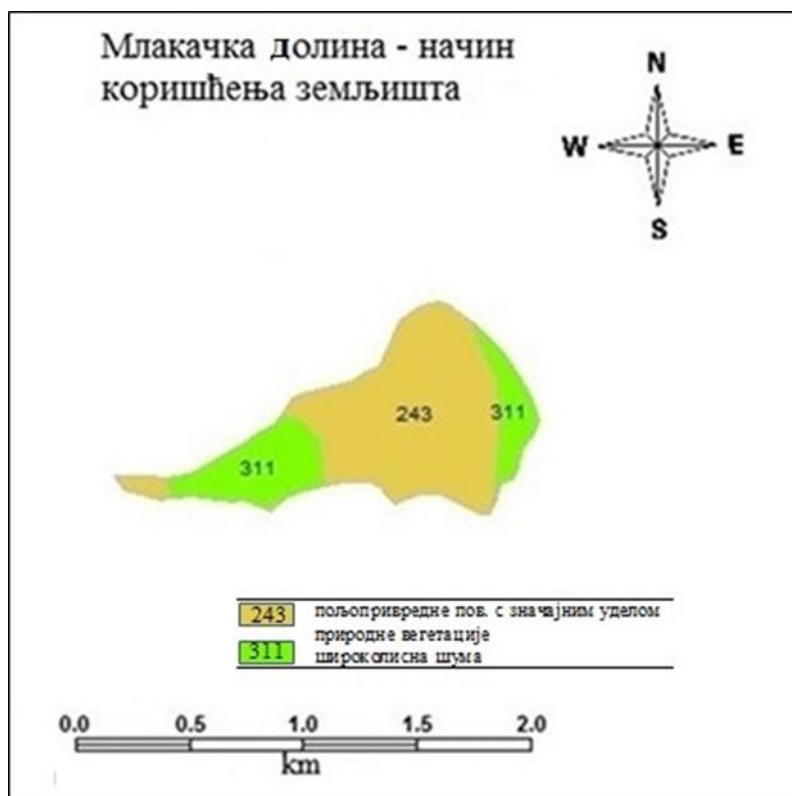 Млакачка долина - начин
коришћења земљишта
N
W E
S
243
311
311
243 пољопривредне пов. с значајним уделом
природне вегетације
311 широколисна шума
0.0 0.5 1.0 1.5 2.0
km